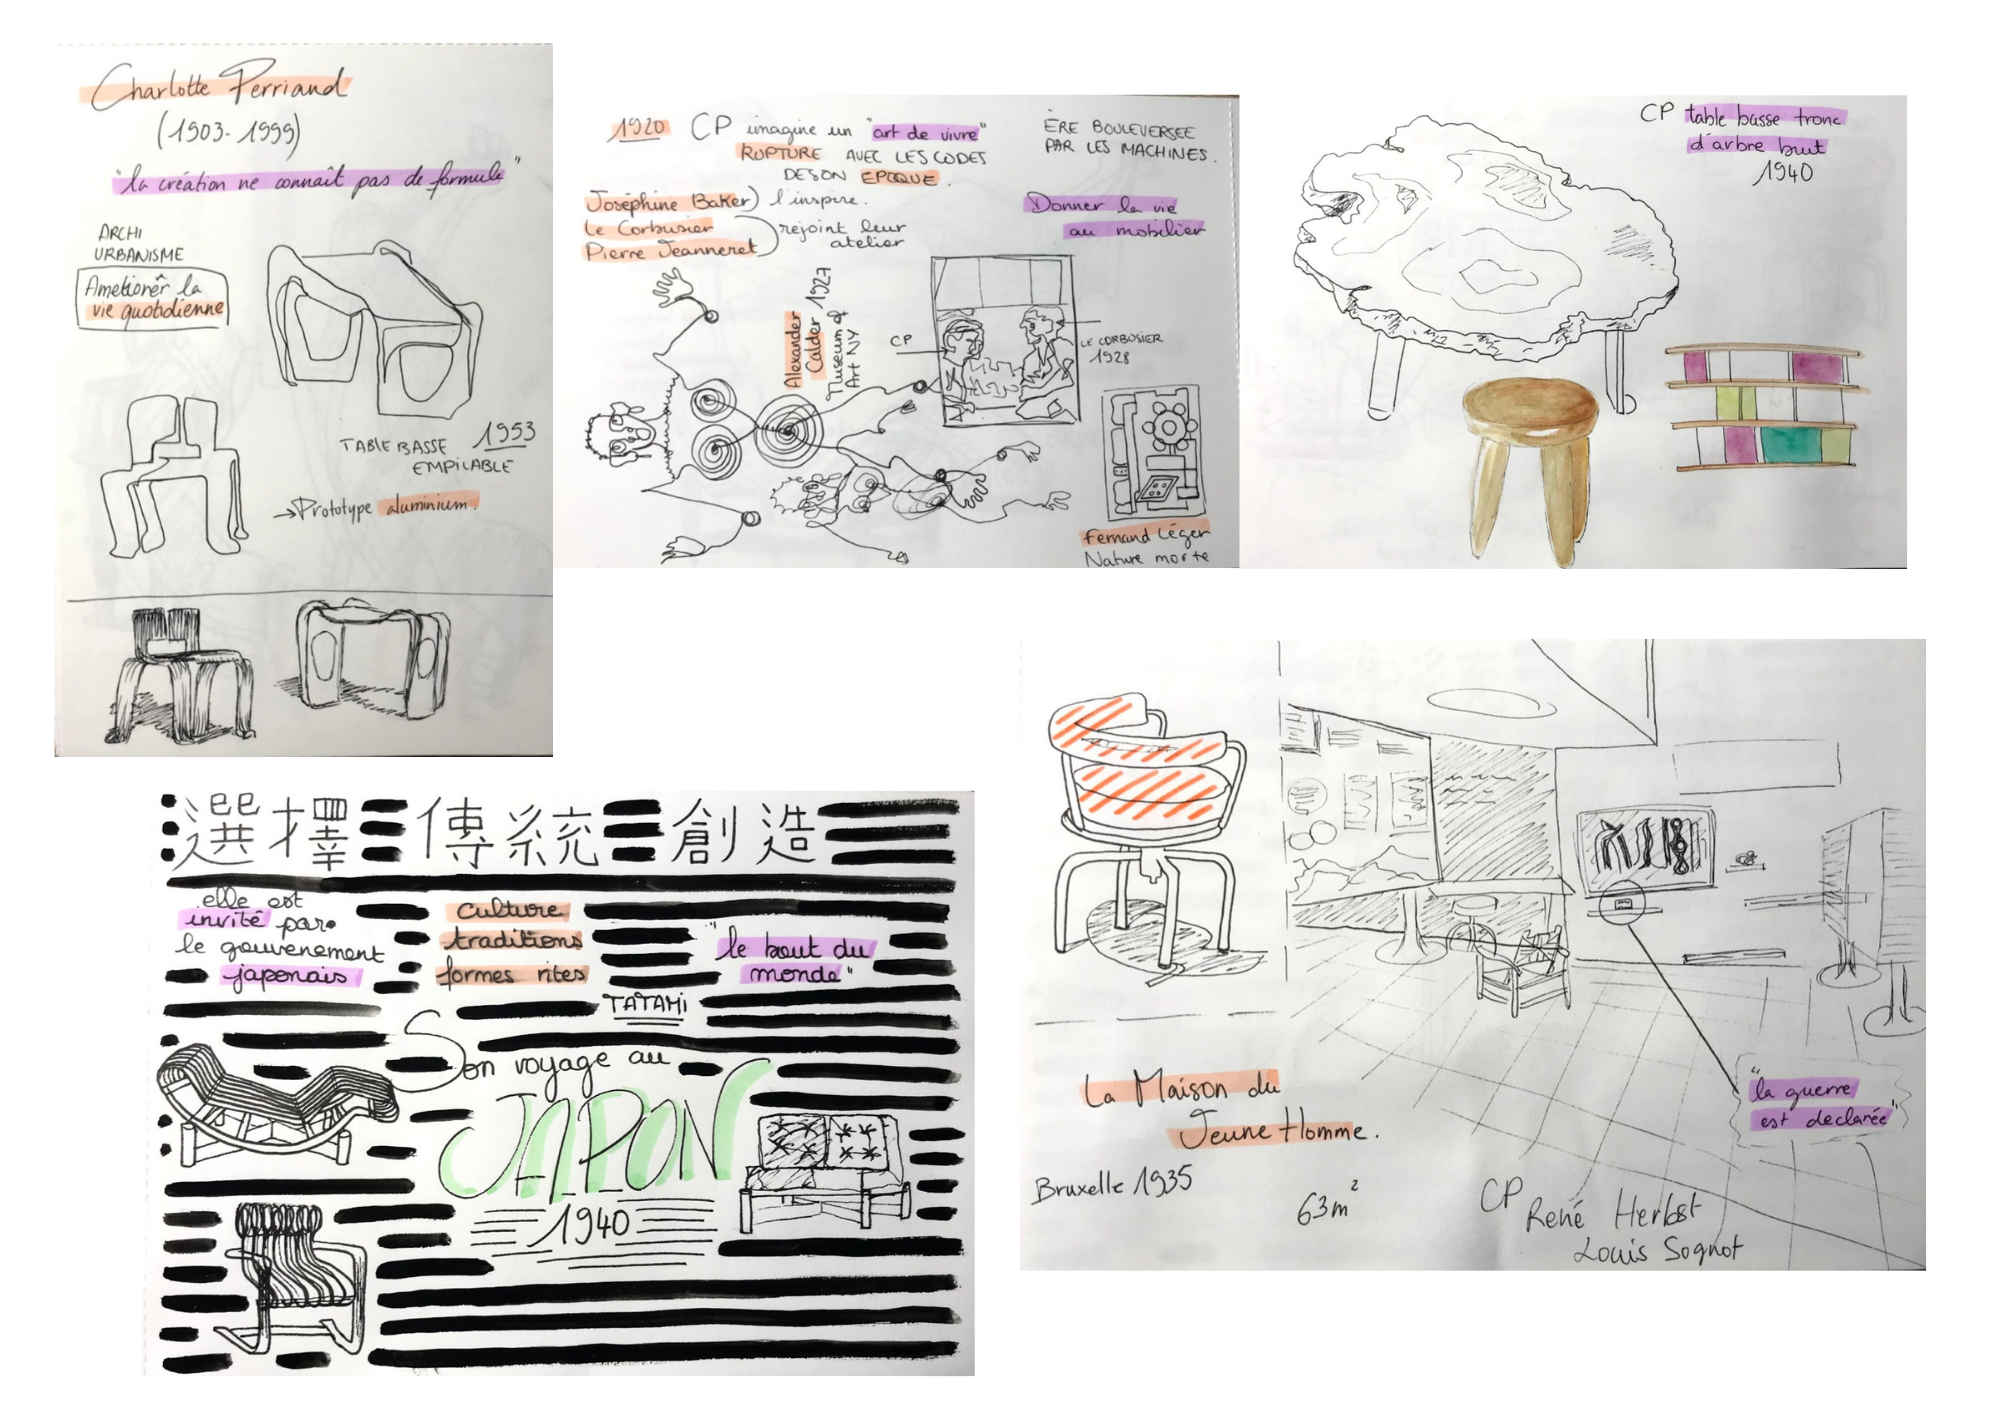 Charlotte Perriand
(1903-1999)
"la création ne connaît pas de formule"
ARCHI
URBANISME
Ameliorêr la
vie quotidienne
TABLE BASSE 1953
EMPILABLE
→ Prototype aluminium.
1920 CP imagine un "art de vivre"
RUPTURE AVEC LES CODES
DE SON EPOQUE.
ÈRE BOULEVERSEE
PAR LES MACHINES.
Joséphine Baker) l'inspire.
Le Corbusier
Pierre Jeanneret) rejoint leur
atelier
Donner la vie
au mobilier
Alexander
Calder 1927
Museum of
Art NY
CP
LE CORBUSIER
1928
Fernand Léger
Nature morte
CP table basse tronc
d'arbre brut
1940
選擇 傳統 創造
elle est
invité par
le gouvenement
japonais
culture
traditions
formes rites
"le bout du
monde"
TATAMI
Son voyage au
JAPON
1940
La Maison du
Jeune Homme.
Bruxelle 1935
63m²
"la guerre
est declarée"
CP
René Herbst
Louis Sognot